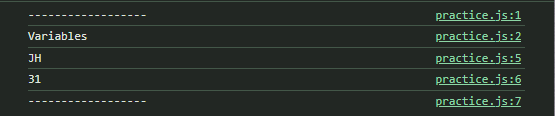 ------------------ practice.js:1
Variables practice.js:2
JH practice.js:5
31 practice.js:6
------------------ practice.js:7